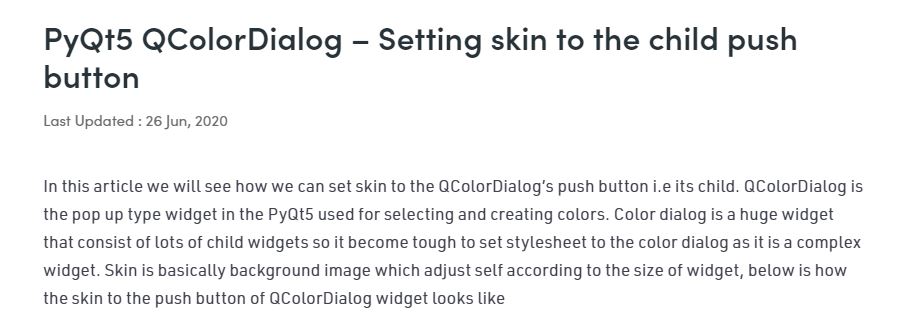 PyQt5 QColorDialog – Setting skin to the child push
button
Last Updated : 26 Jun, 2020
In this article we will see how we can set skin to the QColorDialog’s push button i.e its child. QColorDialog is
the pop up type widget in the PyQt5 used for selecting and creating colors. Color dialog is a huge widget
that consist of lots of child widgets so it become tough to set stylesheet to the color dialog as it is a complex
widget. Skin is basically background image which adjust self according to the size of widget, below is how
the skin to the push button of QColorDialog widget looks like